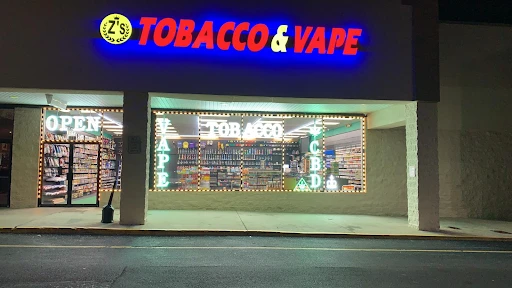 Z's TOBACCO & VAPE
OPEN
VAPE
TOBACCO
CBD